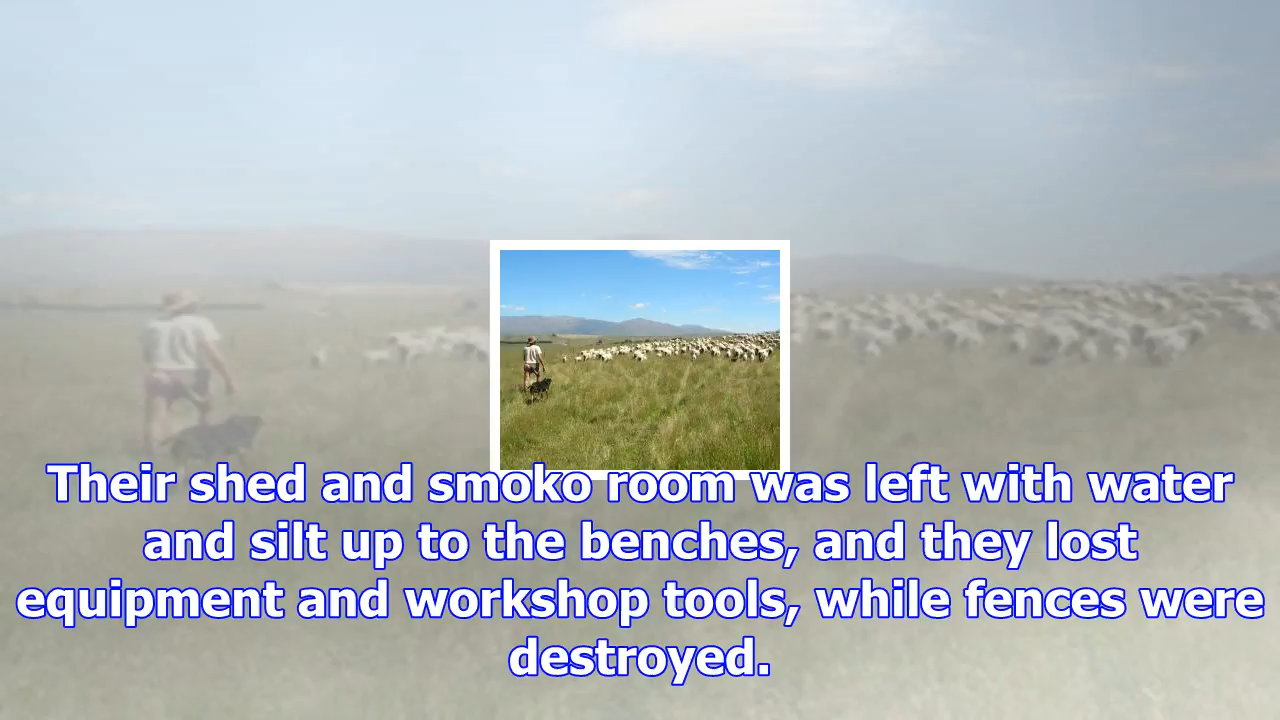 Their shed and smoko room was left with water
and silt up to the benches, and they lost
equipment and workshop tools, while fences were
destroyed.